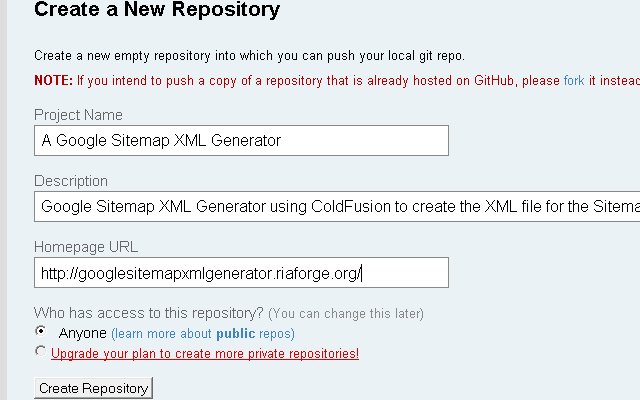 Create a New Repository
Create a new empty repository into which you can push your local git repo.
NOTE: If you intend to push a copy of a repository that is already hosted on GitHub, please fork it instead
Project Name
A Google Sitemap XML Generator
Description
Google Sitemap XML Generator using ColdFusion to create the XML file for the Sitema
Homepage URL
http://googlesitemapxmlgenerator.riaforge.org/
Who has access to this repository? (You can change this later)
Anyone (learn more about public repos)
Upgrade your plan to create more private repositories!
Create Repository